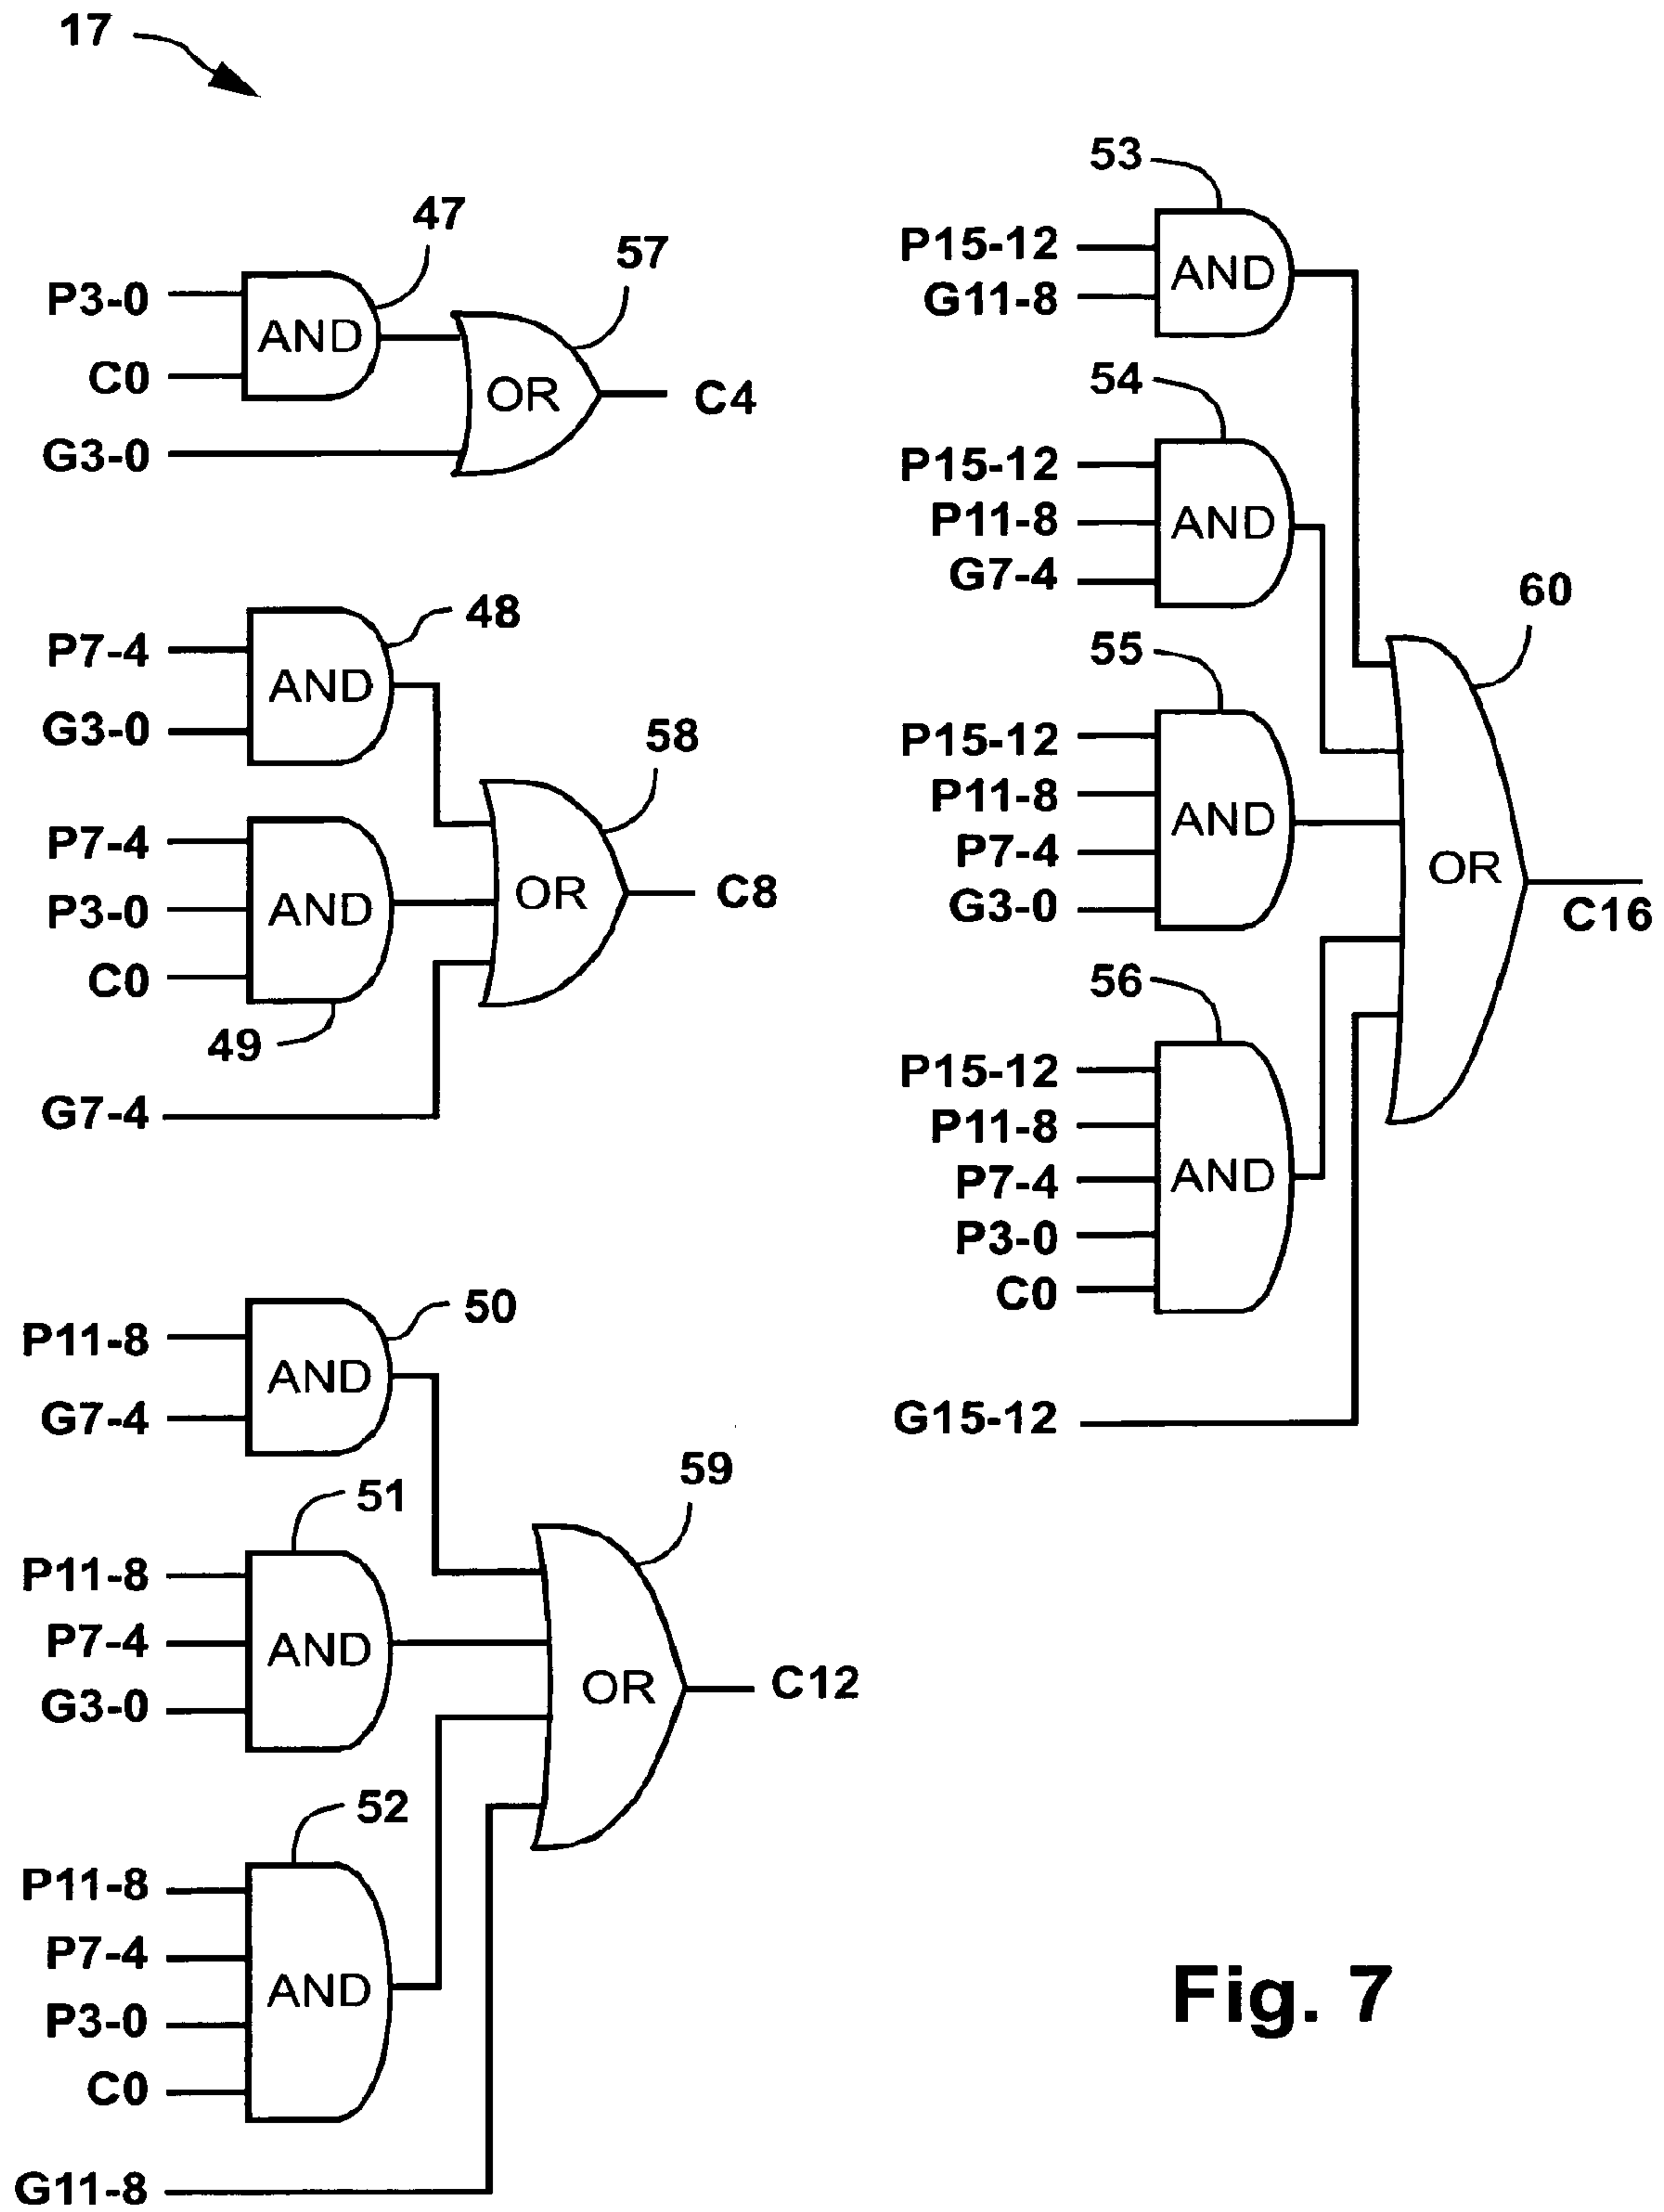 17
47
57
P3-0
AND
C0
OR
C4
G3-0
48
P7-4
AND
G3-0
58
P7-4
P3-0
AND
OR
C8
C0
49
G7-4
50
P11-8
AND
G7-4
59
51
P11-8
P7-4
AND
G3-0
OR
C12
52
P11-8
P7-4
AND
P3-0
C0
G11-8
53
P15-12
AND
G11-8
54
P15-12
P11-8
AND
G7-4
60
55
P15-12
P11-8
AND
P7-4
G3-0
OR
C16
56
P15-12
P11-8
P7-4
AND
P3-0
C0
G15-12
Fig. 7